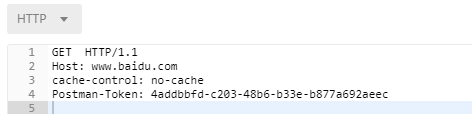 HTTP
1 GET  HTTP/1.1
2 Host: www.baidu.com
3 cache-control: no-cache
4 Postman-Token: 4addbbfd-c203-48b6-b33e-b877a692aeec
5